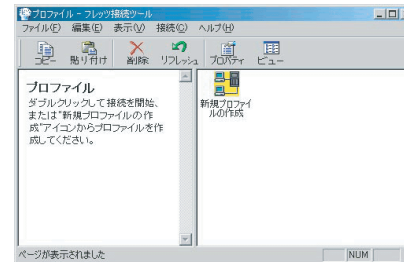 プロファイル - フレッツ接続ツール
ファイル(F) 編集(E) 表示(V) 接続(C) ヘルプ(H)
コピー 貼り付け 削除 リフレッシュ プロパティ ビュー
プロファイル
ダブルクリックして接続を開始、
または"新規プロファイルの作
成"アイコンからプロファイルを作
成してください。
新規プロファイ
ルの作成
ページが表示されました NUM